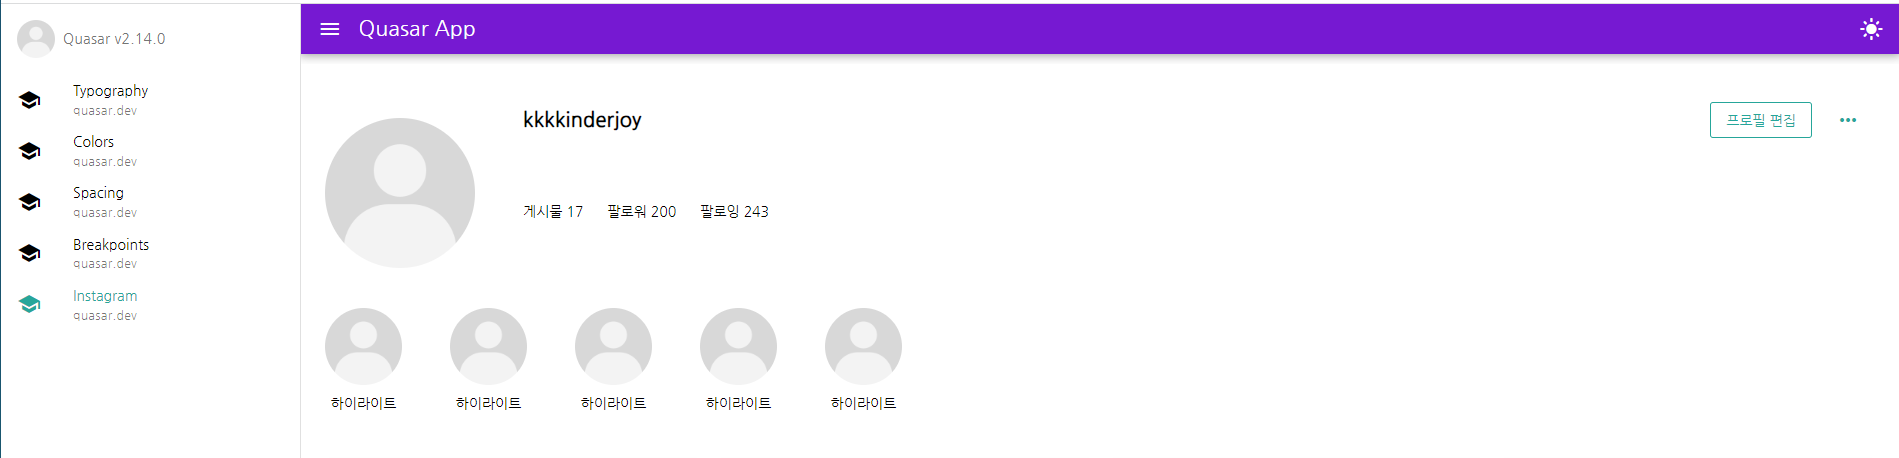 Quasar v2.14.0
Typography
quasar.dev
Colors
quasar.dev
Spacing
quasar.dev
Breakpoints
quasar.dev
Instagram
quasar.dev
Quasar App
kkkkinderjoy
프로필 편집
게시물 17 팔로워 200 팔로잉 243
하이라이트 하이라이트 하이라이트 하이라이트 하이라이트